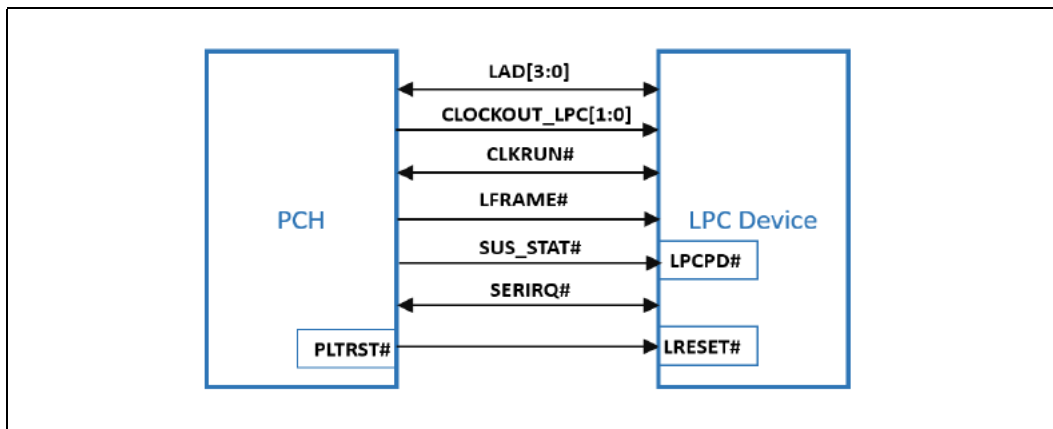 LAD[3:0]
CLOCKOUT_LPC[1:0]
CLKRUN#
LFRAME#
PCH
LPC Device
SUS_STAT#
LPCPD#
SERIRQ#
PLTRST#
LRESET#